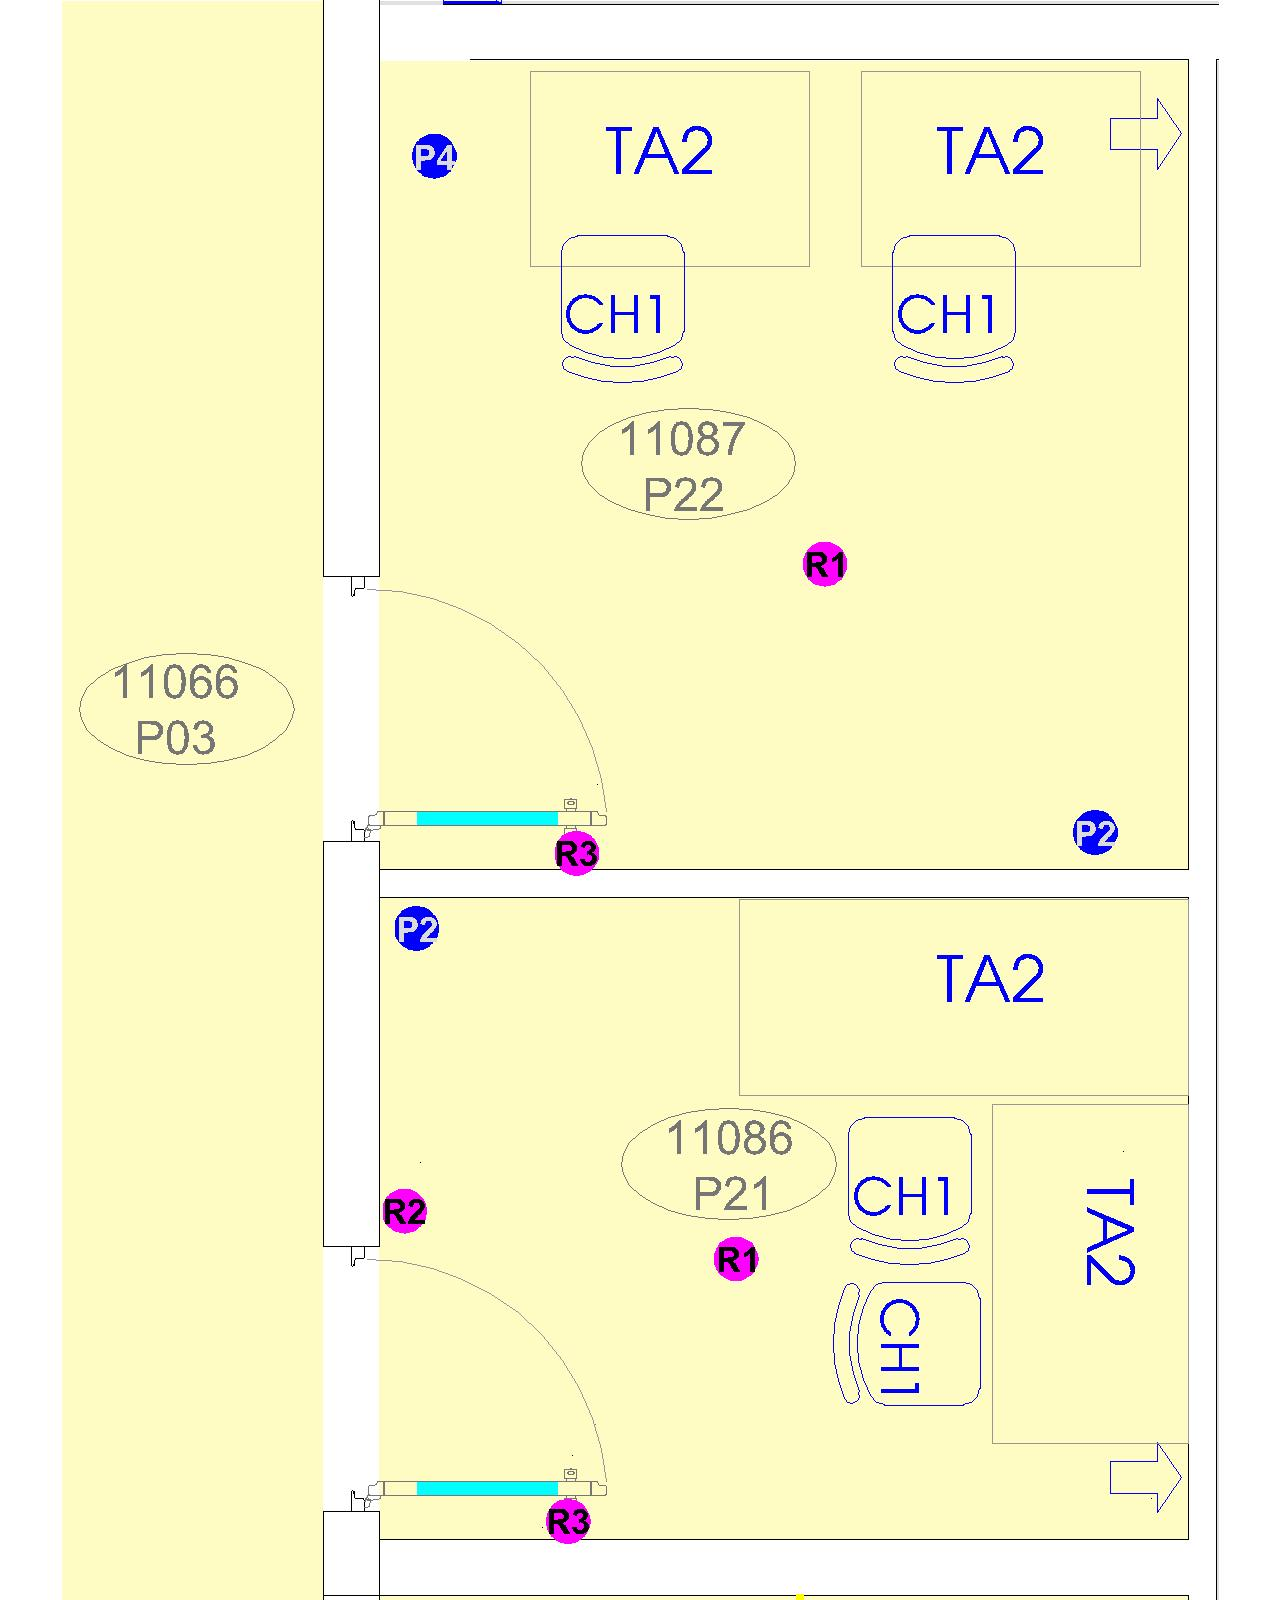 P4
TA2
TA2
CH1
CH1
11087
P22
R1
11066
P03
R3
P2
P2
TA2
11086
P21
CH1
TA2
R2
R1
CH1
R3